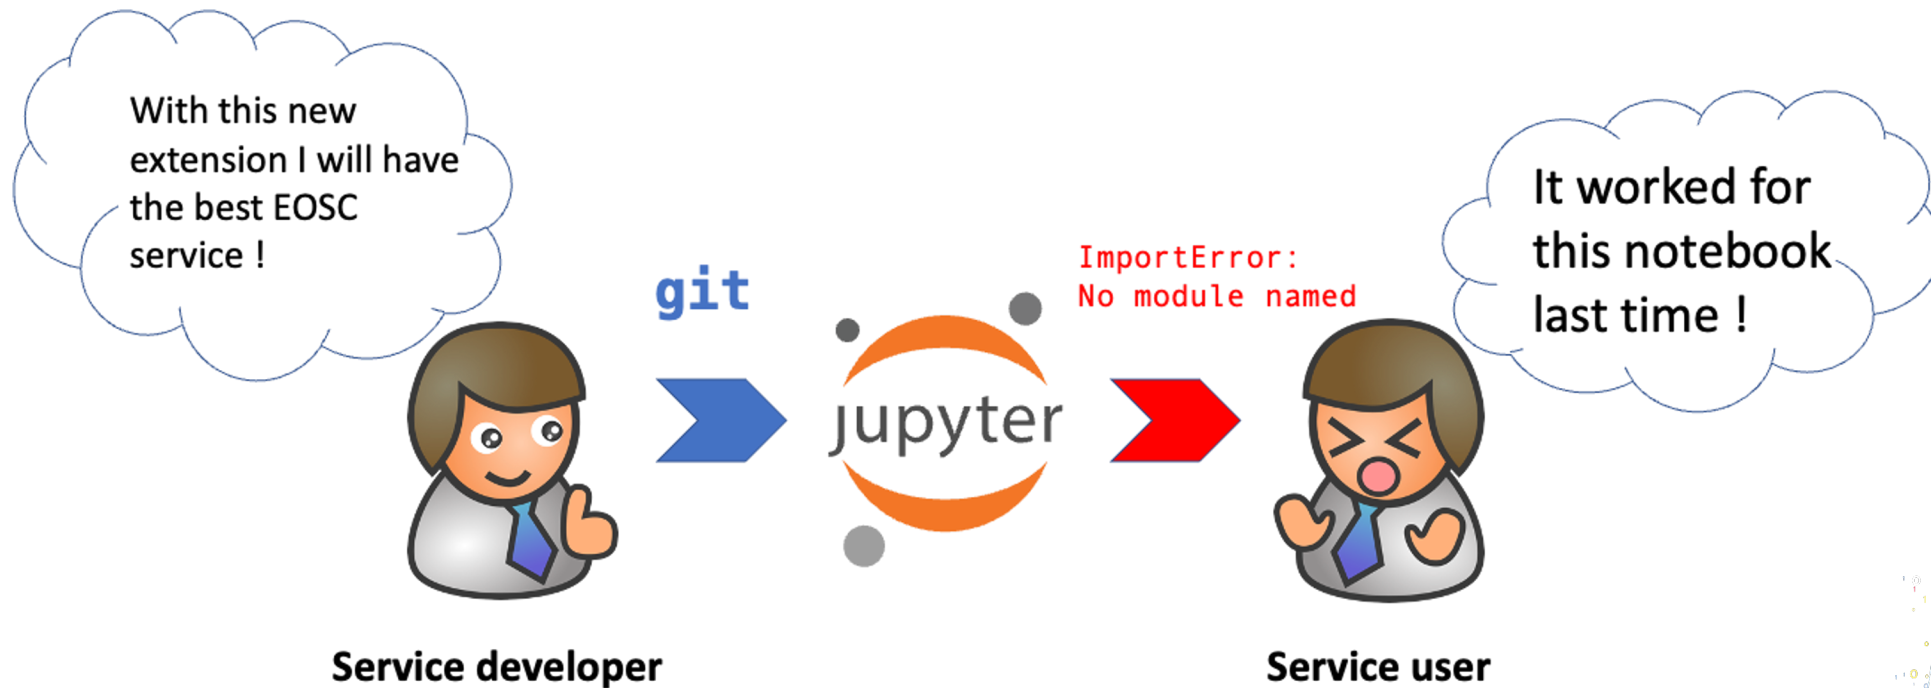 With this new
extension I will have
the best EOSC
service !
git
jupyter
ImportError:
No module named
It worked for
this notebook
last time !
Service developer
Service user